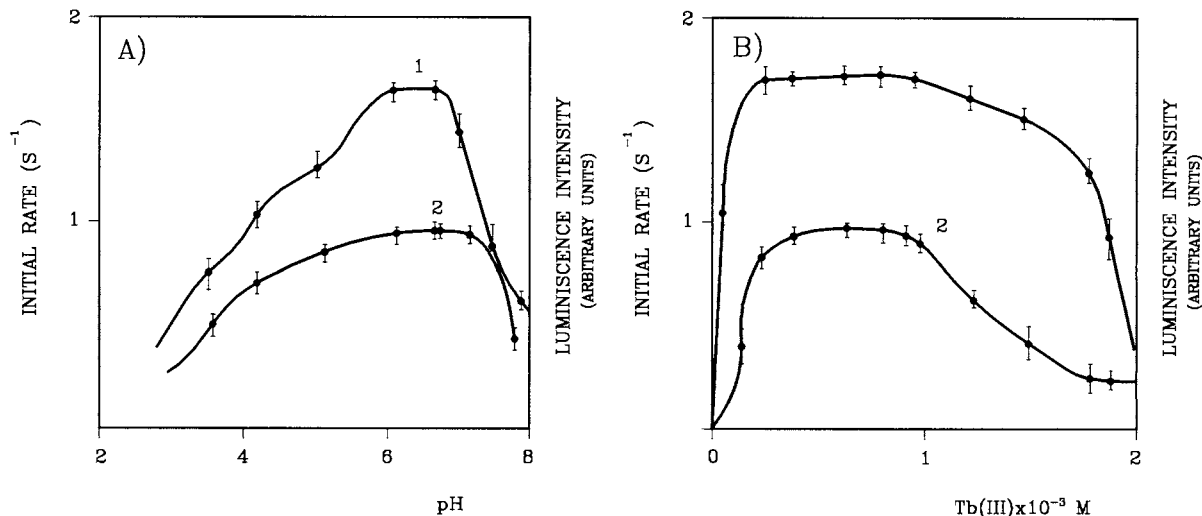 A)
2
1
INITIAL RATE (S⁻¹)
1
2
2
4
6
8
pH
LUMINISCENCE INTENSITY
(ARBITRARY UNITS)
B)
2
1
INITIAL RATE (S⁻¹)
2
0
1
2
Tb(III)x10⁻³ M
LUMINISCENCE INTENSITY
(ARBITRARY UNITS)